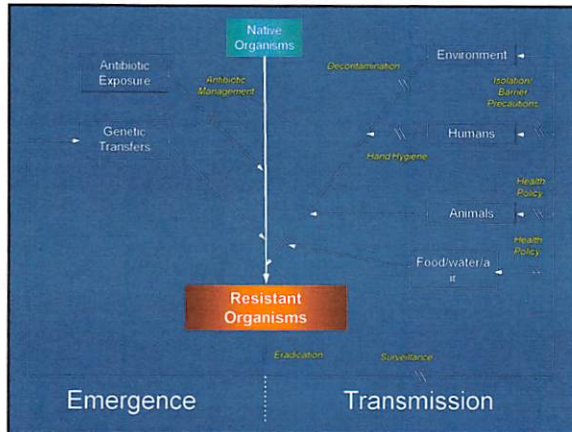 Native
Organisms
Antibiotic
Exposure
Antibiotic
Management
Decontamination
Environment
Isolation/
Barrier
Precautions
Genetic
Transfers
Humans
Hand Hygiene
Health
Policy
Animals
Health
Policy
Food/water/a
ir
Resistant
Organisms
Eradication
Surveillance
Emergence
Transmission